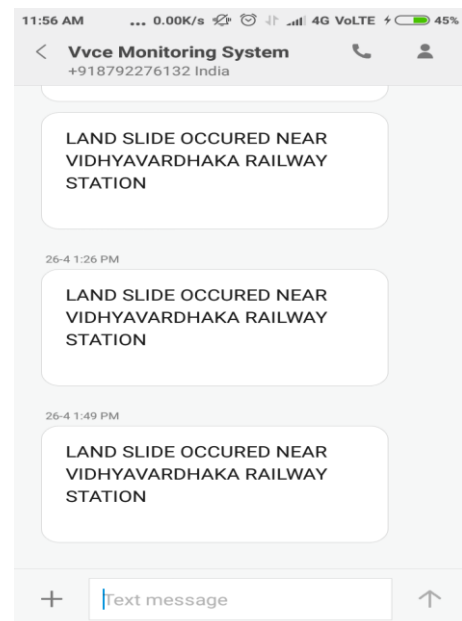 11:56 AM ... 0.00K/s 4G VoLTE 45%
Vvce Monitoring System
+918792276132 India
LAND SLIDE OCCURED NEAR
VIDHYAVARDHAKA RAILWAY
STATION
26-4 1:26 PM
LAND SLIDE OCCURED NEAR
VIDHYAVARDHAKA RAILWAY
STATION
26-4 1:49 PM
LAND SLIDE OCCURED NEAR
VIDHYAVARDHAKA RAILWAY
STATION
Text message